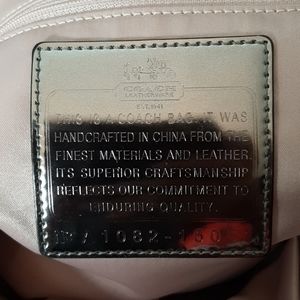 COACH
EST. 1941
THIS IS A COACH BAG. IT WAS
HANDCRAFTED IN CHINA FROM THE
FINEST MATERIALS AND LEATHER.
ITS SUPERIOR CRAFTSMANSHIP
REFLECTS OUR COMMITMENT TO
ENDURING QUALITY.
1082-